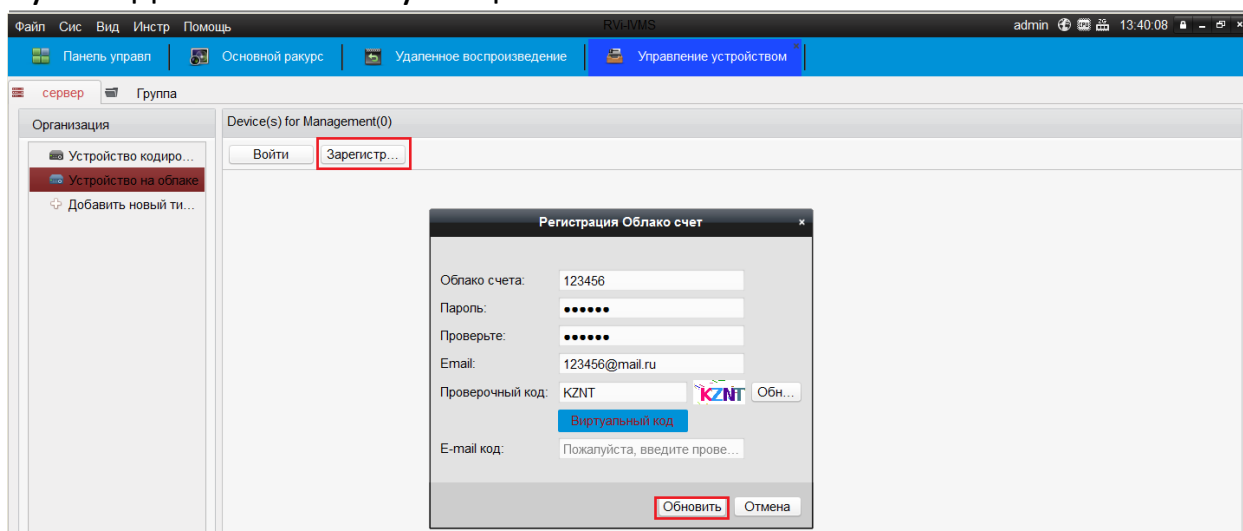 Файл Сис Вид Инстр Помощь RVi-IVMS admin 13:40:08
Панель управл Основной ракурс Удаленное воспроизведение Управление устройством
сервер Группа
Организация Device(s) for Management(0)
Устройство кодиро... Войти Зарегистр...
Устройство на облаке
Добавить новый ти...
Регистрация Облако счет
Облако счета: 123456
Пароль: ●●●●●●
Проверьте: ●●●●●●
Email: 123456@mail.ru
Проверочный код: KZNT KZNT Обн...
Виртуальный код
E-mail код: Пожалуйста, введите прове...
Обновить Отмена